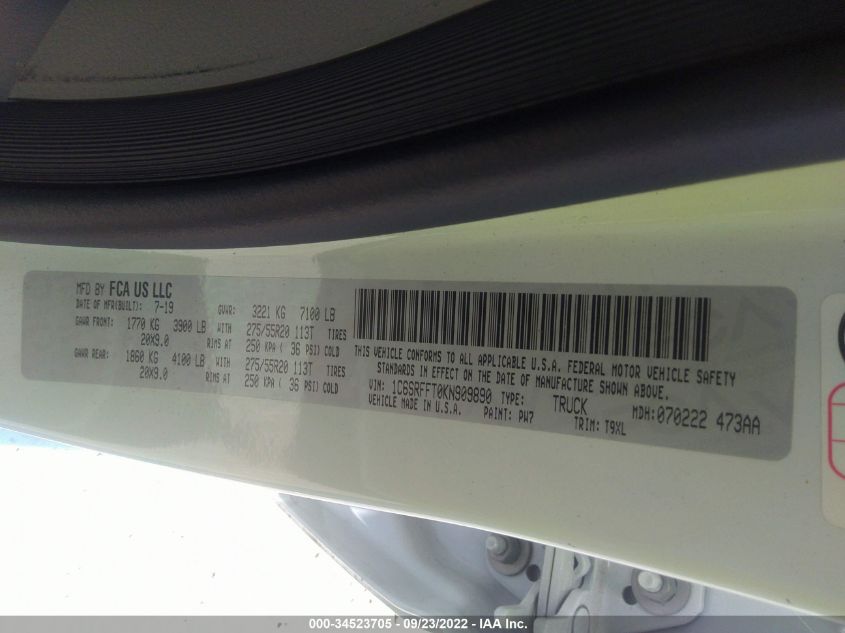 MFD BY FCA US LLC
DATE OF MFR(BUILT): 7-19
GVWR: 3221 KG 7100 LB
GAWR FRONT: 1770 KG 3900 LB WITH 275/55R20 113T TIRES
20X9.0 RIMS AT 250 KPA ( 36 PSI) COLD
GAWR REAR: 1860 KG 4100 LB WITH 275/55R20 113T TIRES
20X9.0 RIMS AT 250 KPA ( 36 PSI) COLD
THIS VEHICLE CONFORMS TO ALL APPLICABLE U.S.A. FEDERAL MOTOR VEHICLE SAFETY
STANDARDS IN EFFECT ON THE DATE OF MANUFACTURE SHOWN ABOVE.
VIN: 1C6SRFFT0KN909890 TYPE: TRUCK MDH:070222 473AA
VEHICLE MADE IN U.S.A. PAINT: PW7 TRIM: T9XL
000-34523705 - 09/23/2022 - IAA Inc.